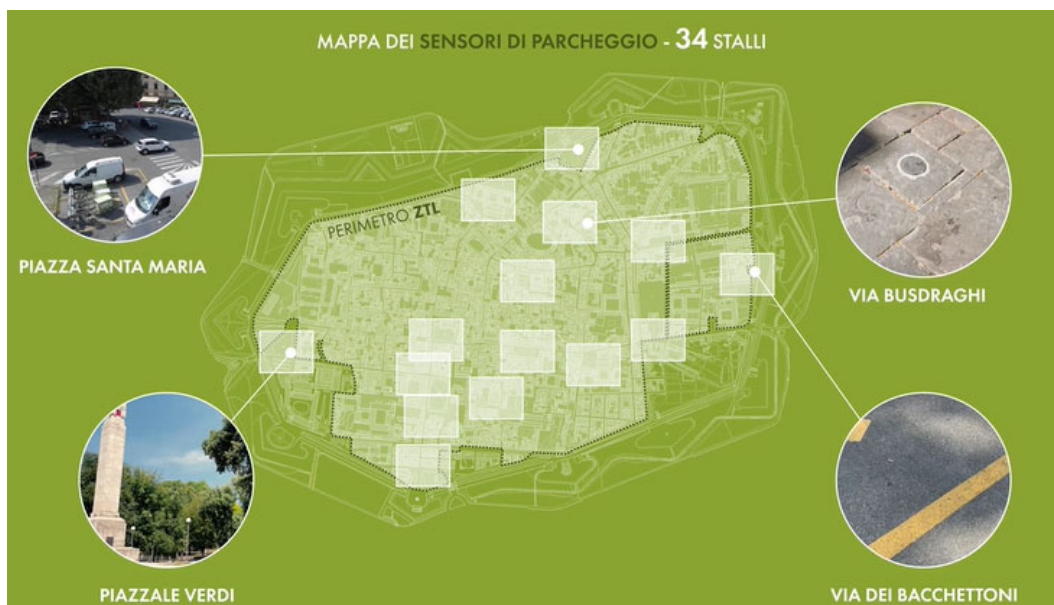 MAPPA DEI SENSORI DI PARCHEGGIO - 34 STALLI
PERIMETRO ZTL
PIAZZA SANTA MARIA
VIA BUSDRAGHI
PIAZZALE VERDI
VIA DEI BACCHETTONI